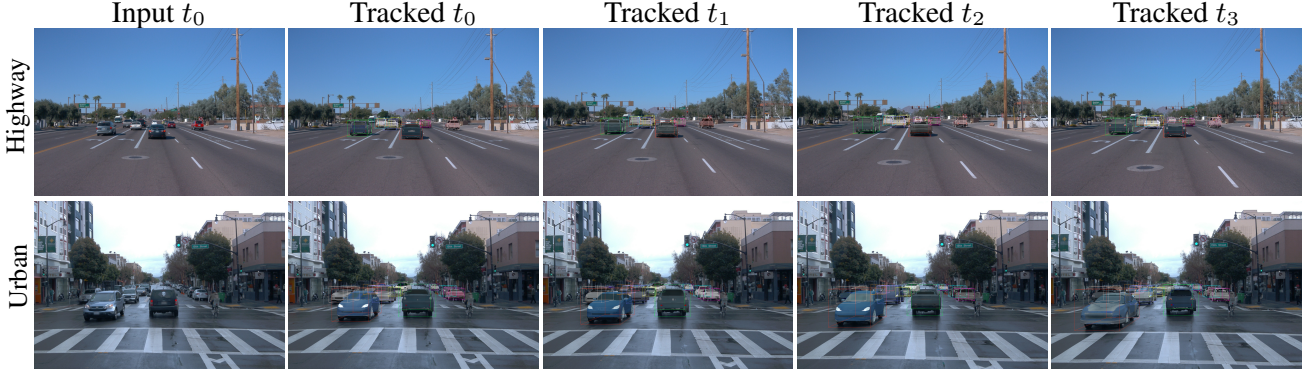 Input t₀ Tracked t₀ Tracked t₁ Tracked t₂ Tracked t₃
Highway
Urban